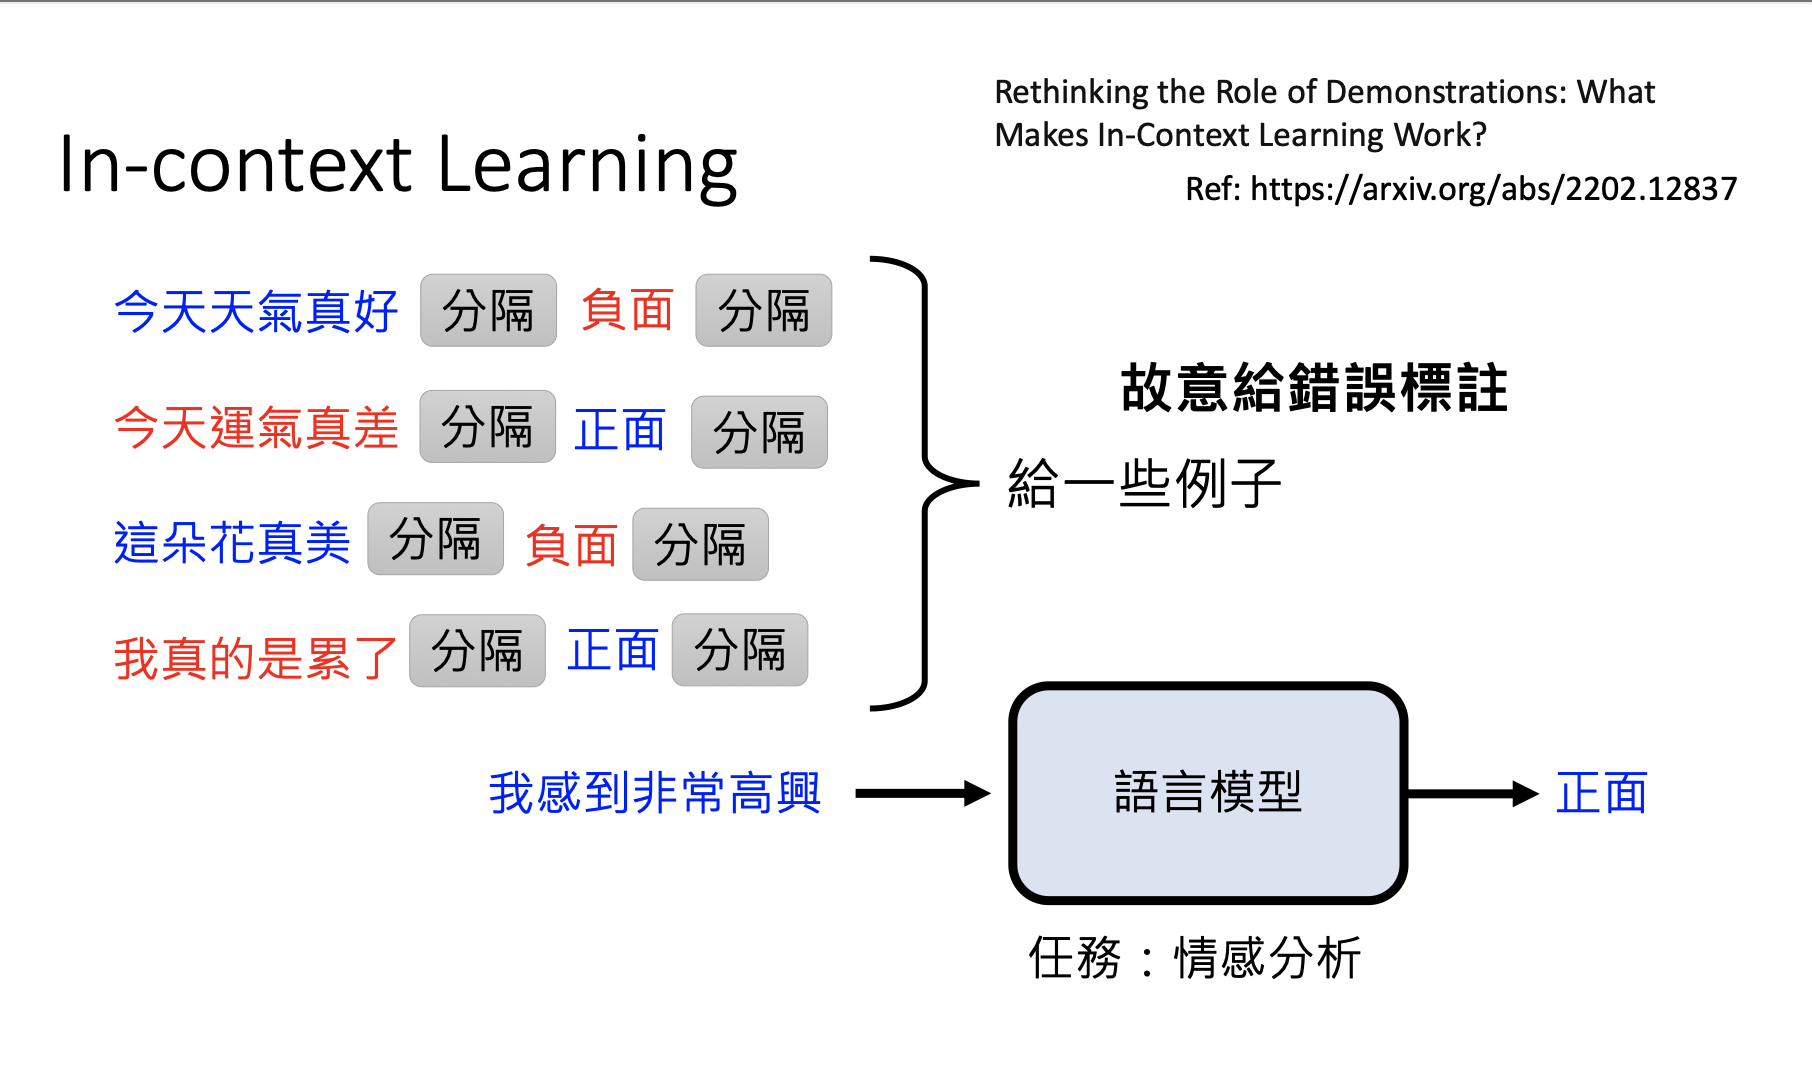 In-context Learning
Rethinking the Role of Demonstrations: What
Makes In-Context Learning Work?
Ref: https://arxiv.org/abs/2202.12837
今天天氣真好 分隔 負面 分隔
今天運氣真差 分隔 正面 分隔
這朵花真美 分隔 負面 分隔
我真的是累了 分隔 正面 分隔
故意給錯誤標註
給一些例子
我感到非常高興
語言模型
正面
任務：情感分析